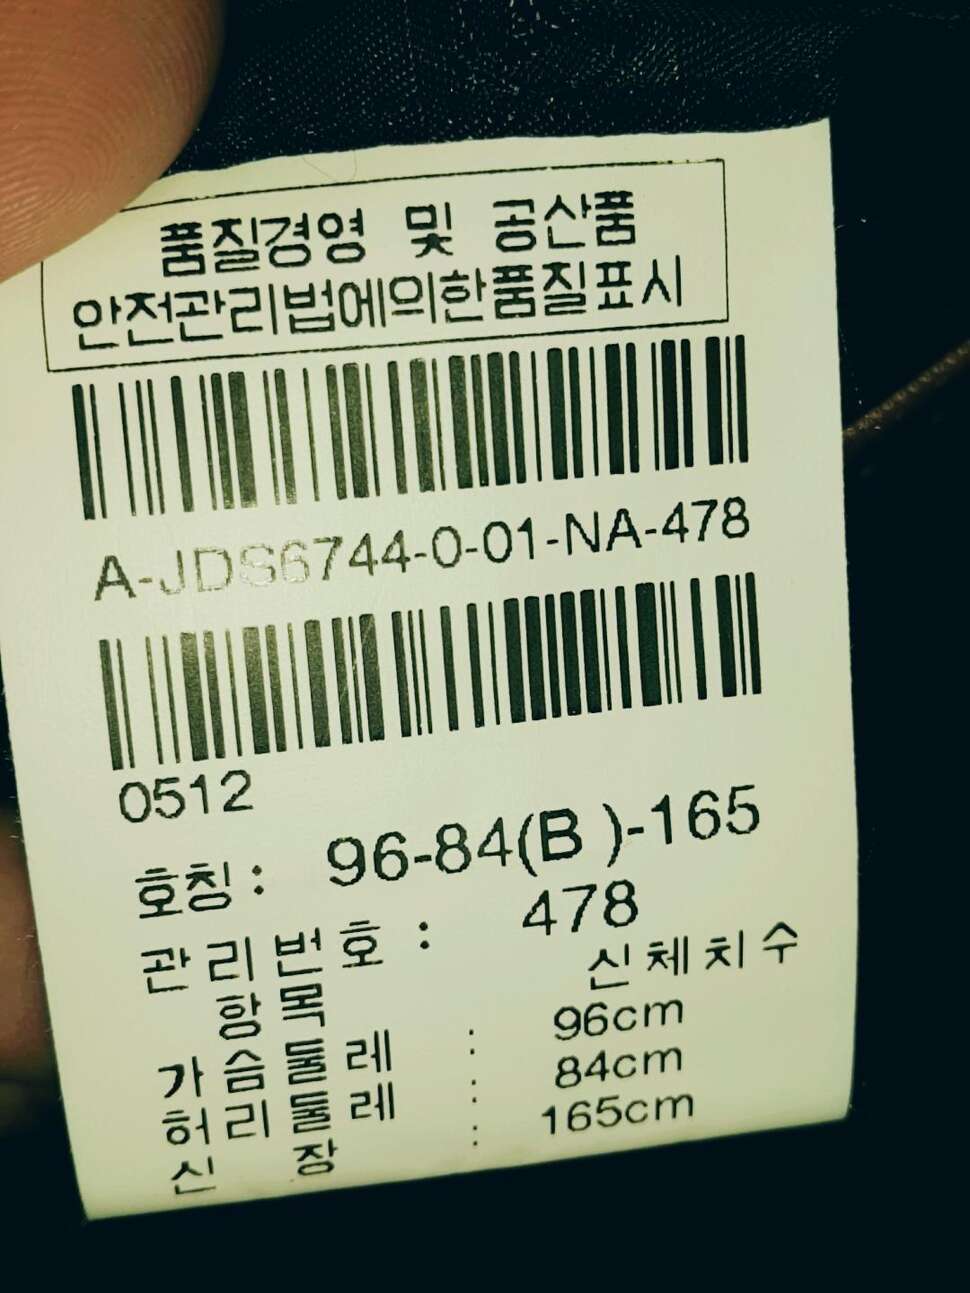 품질경영 및 공산품
안전관리법에의한품질표시
A-JDS6744-0-01-NA-478
0512
호칭: 96-84(B )-165
관리번호: 478
항목 신체치수
가슴둘레 : 96cm
허리둘레 : 84cm
신장 : 165cm